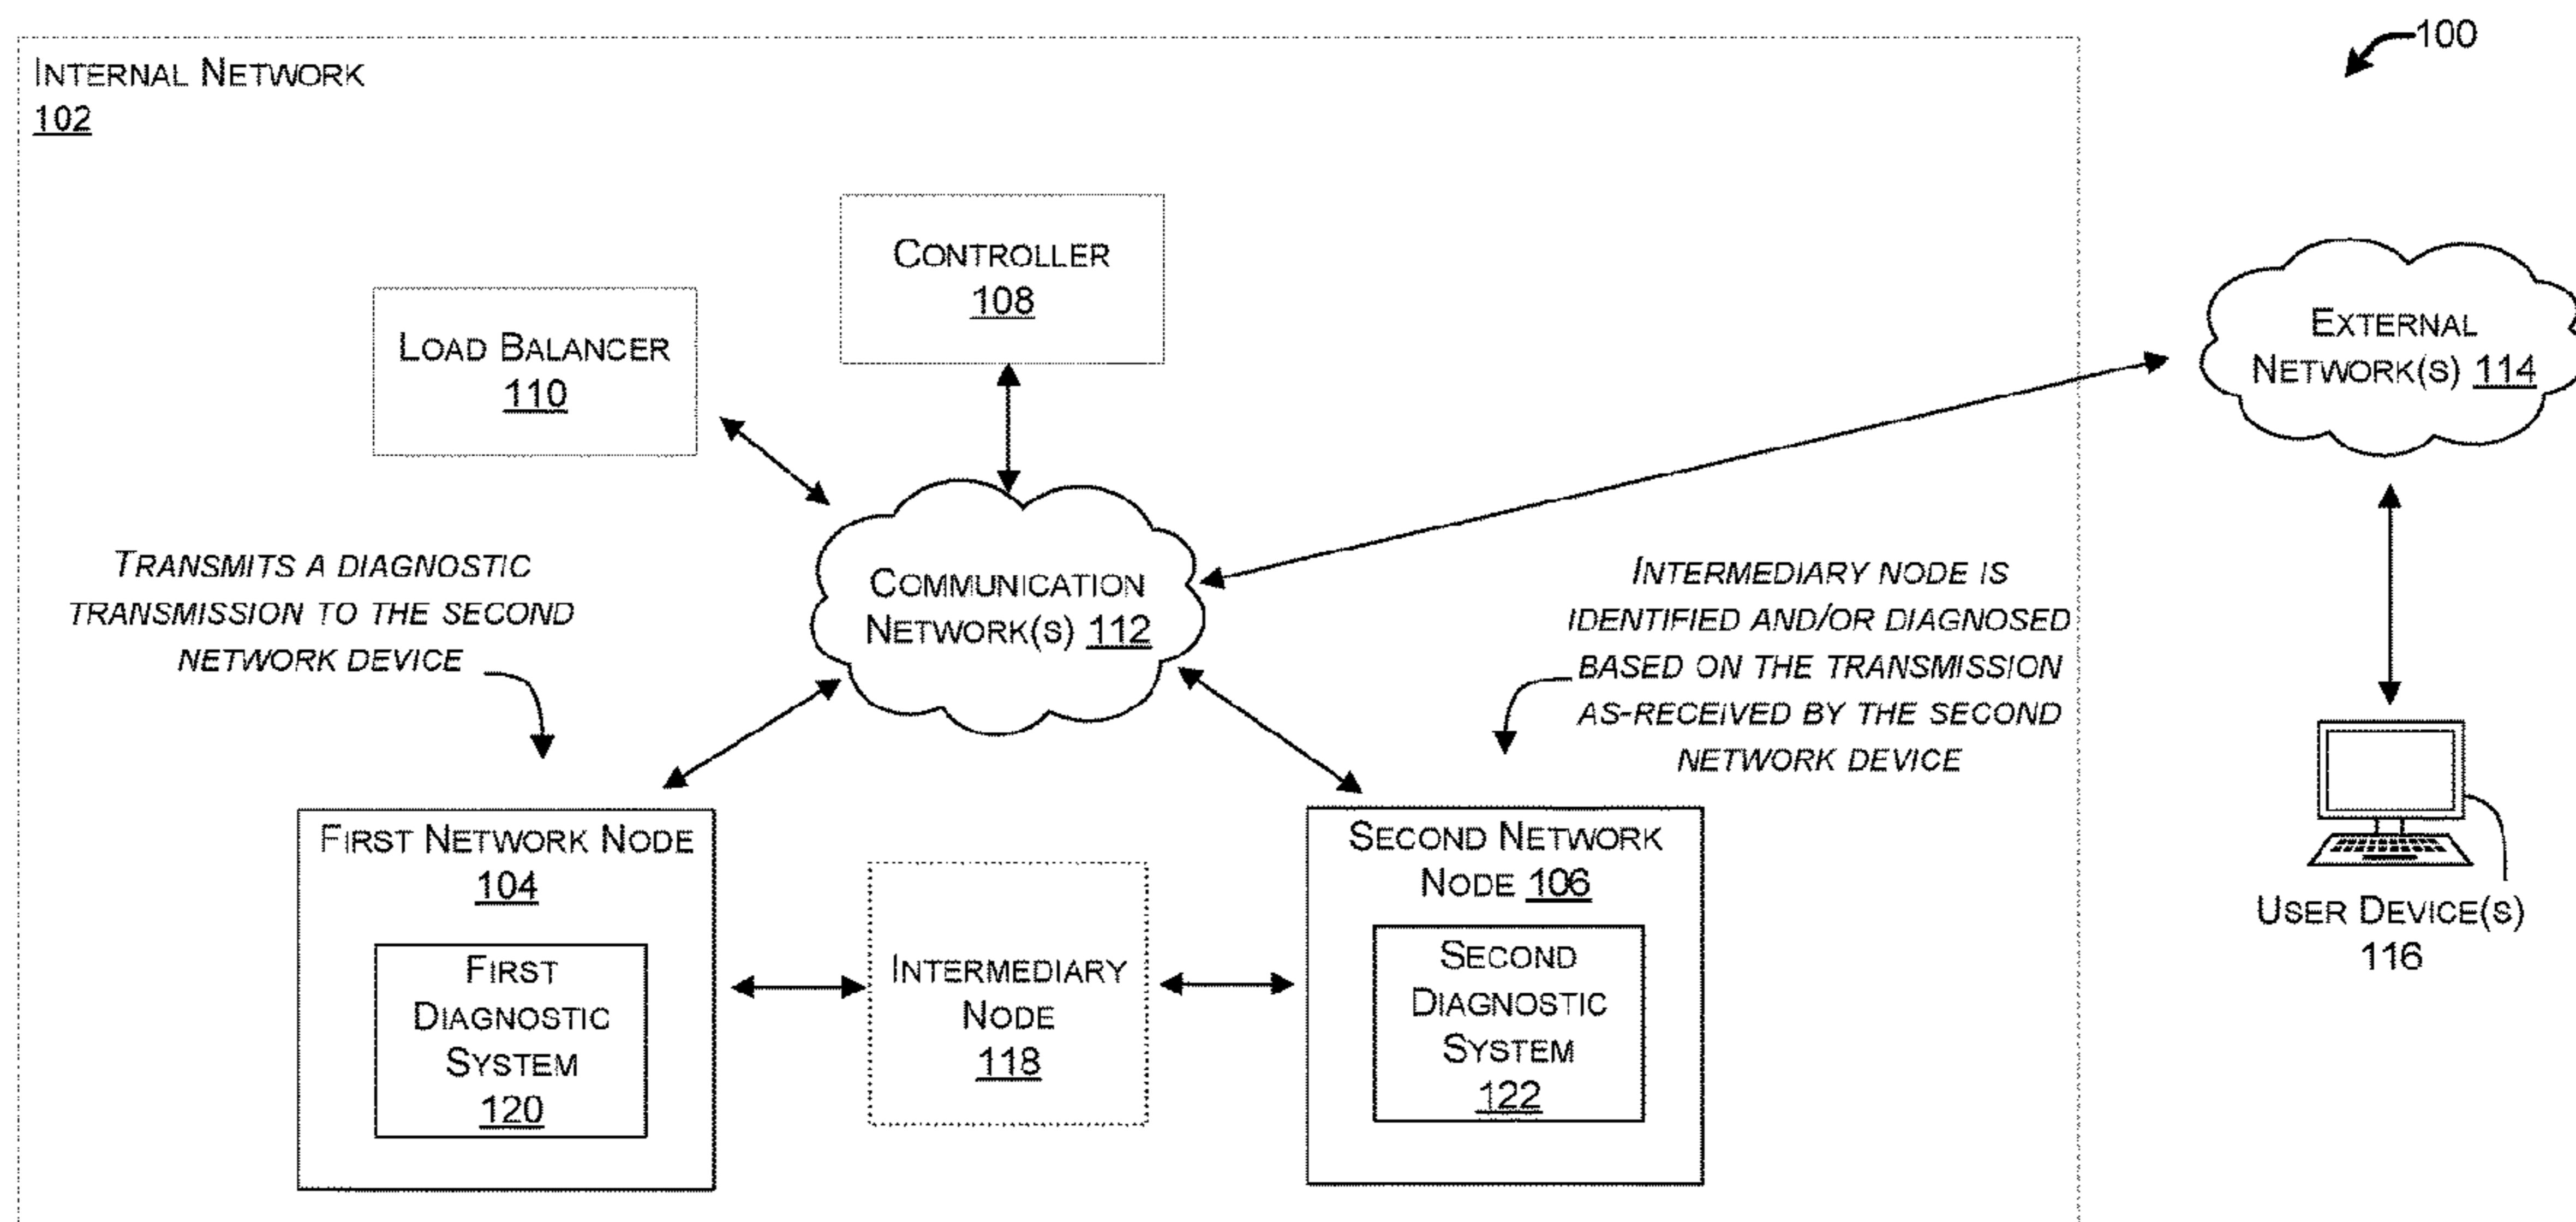 100
INTERNAL NETWORK
102
CONTROLLER
108
LOAD BALANCER
110
EXTERNAL
NETWORK(S) 114
COMMUNICATION
NETWORK(S) 112
TRANSMITS A DIAGNOSTIC
TRANSMISSION TO THE SECOND
NETWORK DEVICE
INTERMEDIARY NODE IS
IDENTIFIED AND/OR DIAGNOSED
BASED ON THE TRANSMISSION
AS-RECEIVED BY THE SECOND
NETWORK DEVICE
FIRST NETWORK NODE
104
FIRST
DIAGNOSTIC
SYSTEM
120
INTERMEDIARY
NODE
118
SECOND NETWORK
NODE 106
SECOND
DIAGNOSTIC
SYSTEM
122
USER DEVICE(S)
116